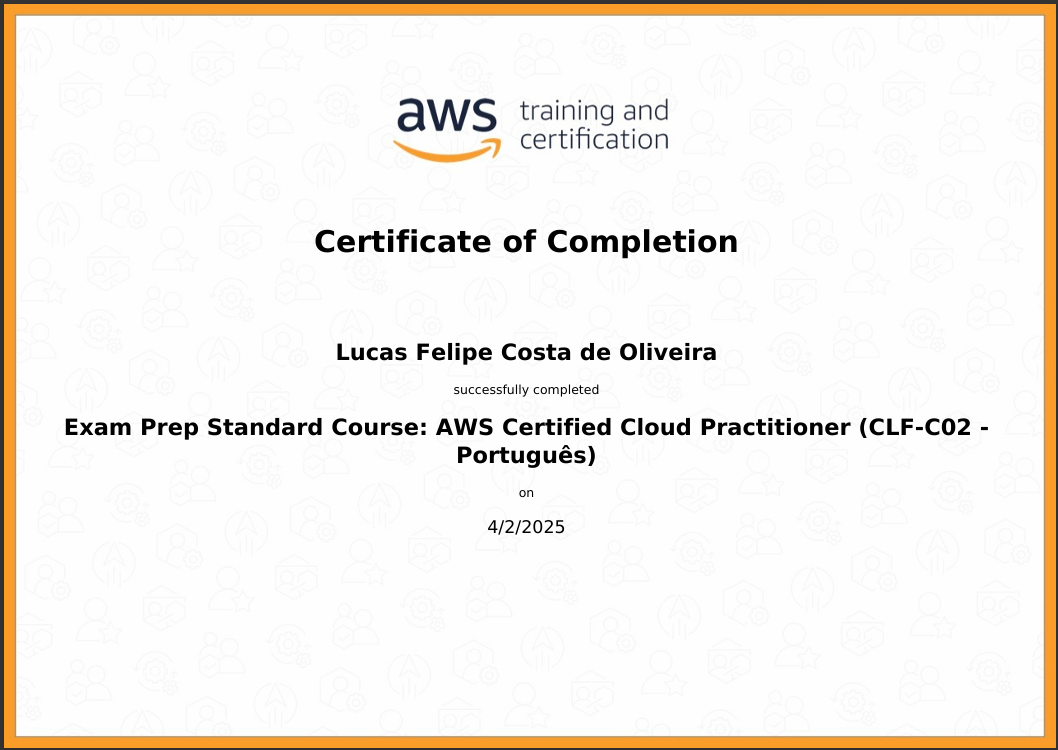 aws training and
certification
Certificate of Completion
Lucas Felipe Costa de Oliveira
successfully completed
Exam Prep Standard Course: AWS Certified Cloud Practitioner (CLF-C02 -
Português)
on
4/2/2025